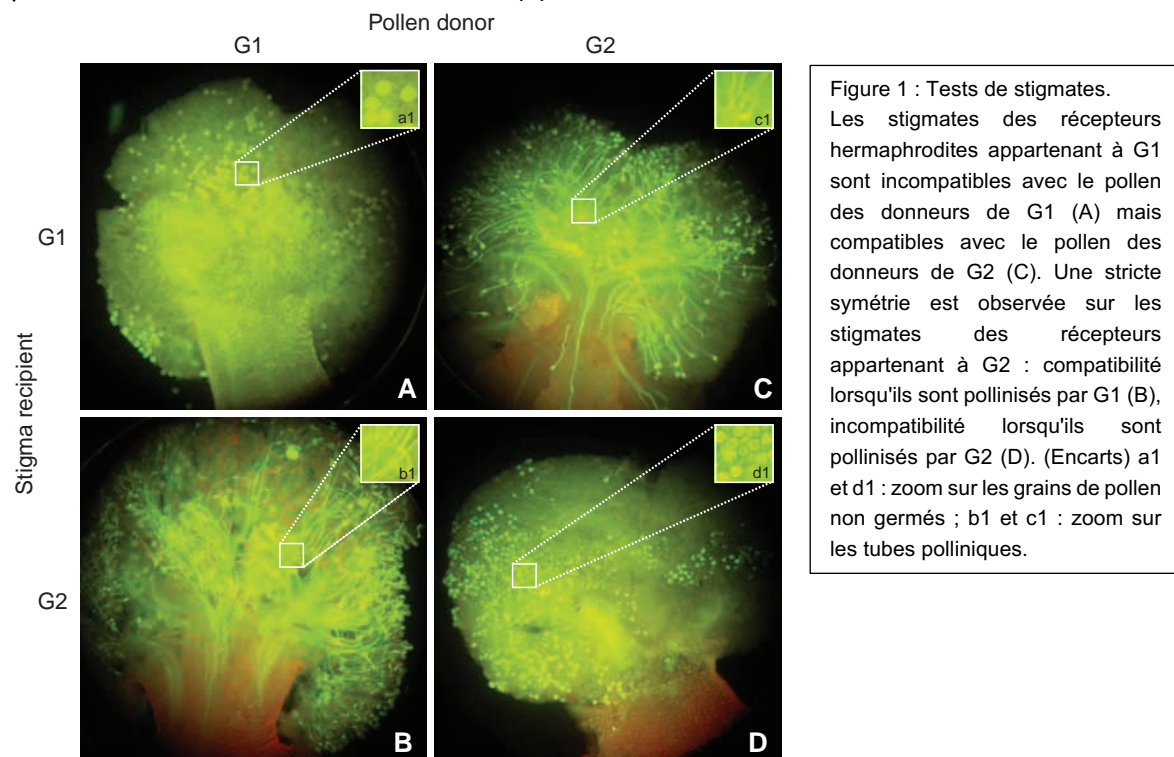 Pollen donor
G1
G2
a1
c1
G1
A
C
Stigma recipient
b1
d1
G2
B
D
Figure 1 : Tests de stigmates.
Les stigmates des récepteurs
hermaphrodites appartenant à G1
sont incompatibles avec le pollen
des donneurs de G1 (A) mais
compatibles avec le pollen des
donneurs de G2 (C). Une stricte
symétrie est observée sur les
stigmates des récepteurs
appartenant à G2 : compatibilité
lorsqu'ils sont pollinisés par G1 (B),
incompatibilité lorsqu'ils sont
pollinisés par G2 (D). (Encarts) a1
et d1 : zoom sur les grains de pollen
non germés ; b1 et c1 : zoom sur
les tubes polliniques.